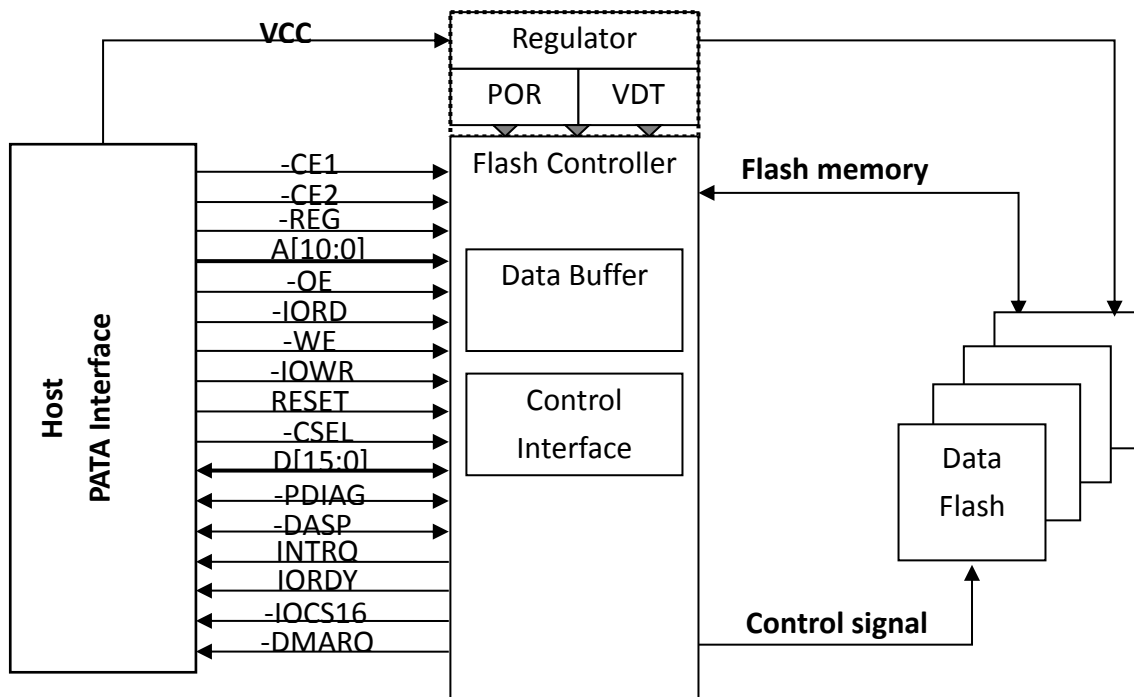 VCC
Regulator
POR
VDT
Flash Controller
-CE1
-CE2
-REG
A[10:0]
-OE
-IORD
-WE
-IOWR
RESET
-CSEL
D[15:0]
-PDIAG
-DASP
INTRQ
IORDY
-IOCS16
-DMARQ
Host
PATA Interface
Data Buffer
Control
Interface
Flash memory
Data
Flash
Control signal